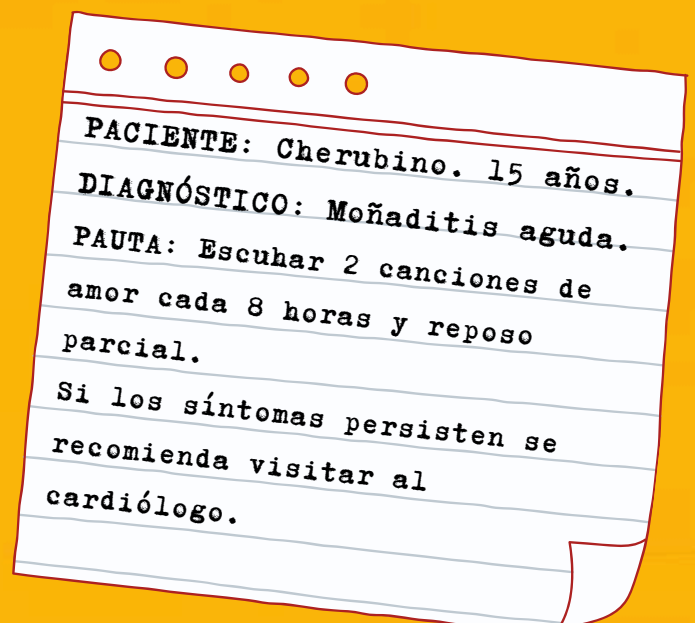 PACIENTE: Cherubino. 15 años.
DIAGNÓSTICO: Moñaditis aguda.
PAUTA: Escuhar 2 canciones de
amor cada 8 horas y reposo
parcial.
Si los síntomas persisten se
recomienda visitar al
cardiólogo.